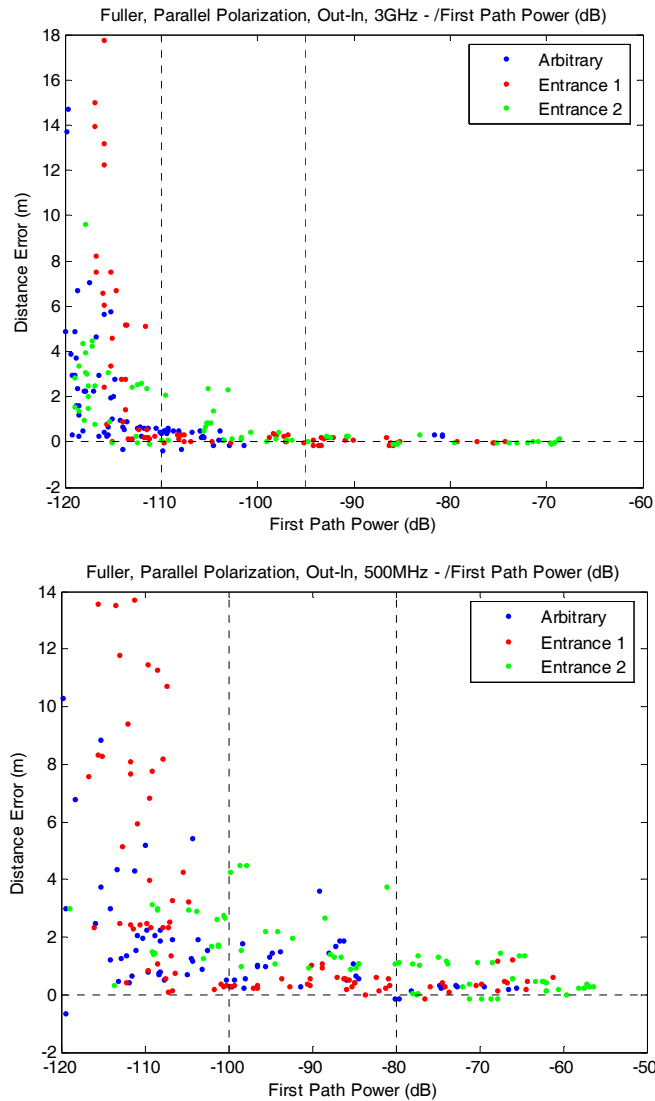 Fuller, Parallel Polarization, Out-In, 3GHz - /First Path Power (dB)
18
16
14
12
10
8
6
4
2
0
-2
Distance Error (m)
Arbitrary
Entrance 1
Entrance 2
-120 -110 -100 -90 -80 -70 -60
First Path Power (dB)
Fuller, Parallel Polarization, Out-In, 500MHz - /First Path Power (dB)
14
12
10
8
6
4
2
0
-2
Distance Error (m)
Arbitrary
Entrance 1
Entrance 2
-120 -110 -100 -90 -80 -70 -60 -50
First Path Power (dB)